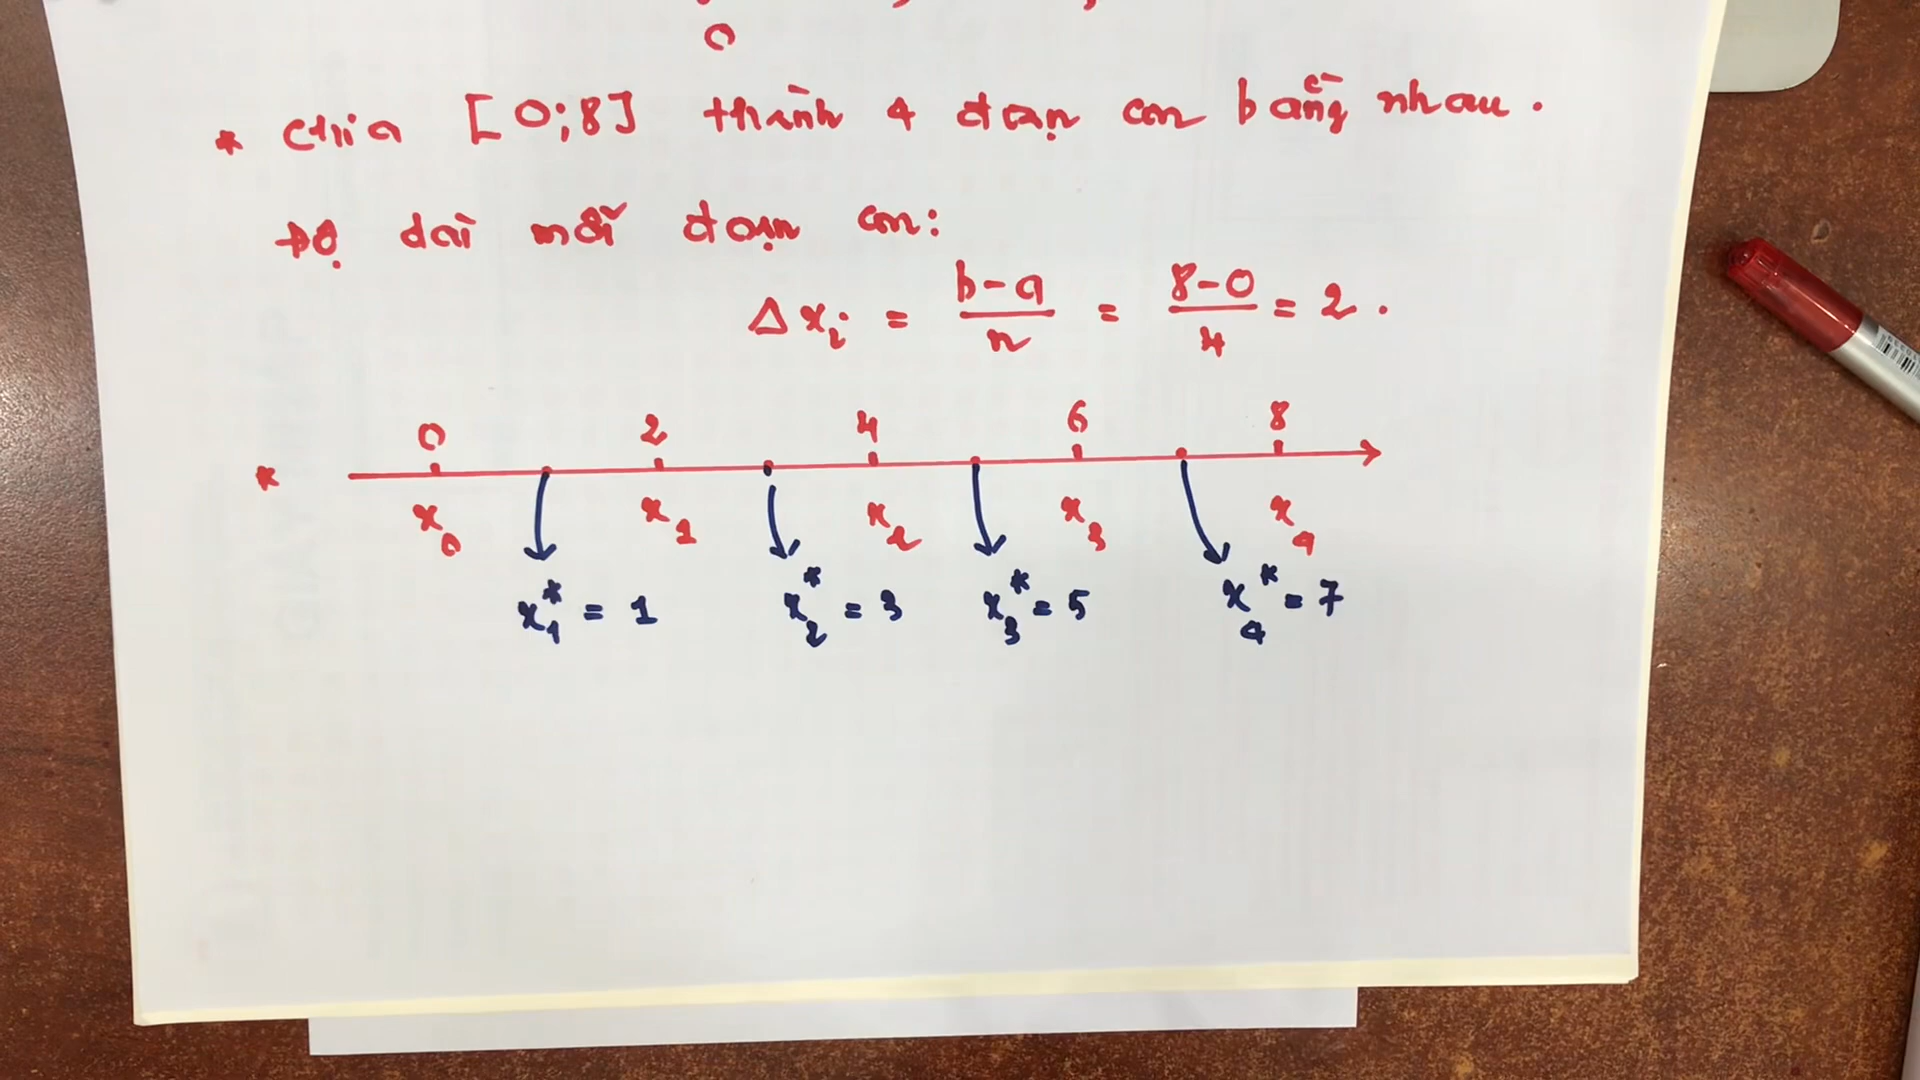 0
* Chia [0;8] thành 4 đoạn con bằng nhau.
Độ dài mỗi đoạn con:
Δxᵢ = (b-a)/n = (8-0)/4 = 2.
0 2 4 6 8
*
x₀ x₁ x₂ x₃ x₄
x₁* = 1 x₂* = 3 x₃* = 5 x₄* = 7